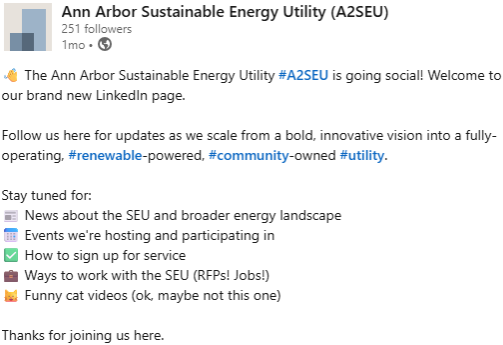 Ann Arbor Sustainable Energy Utility (A2SEU)
251 followers
1mo •
The Ann Arbor Sustainable Energy Utility #A2SEU is going social! Welcome to
our brand new LinkedIn page.
Follow us here for updates as we scale from a bold, innovative vision into a fully-
operating, #renewable-powered, #community-owned #utility.
Stay tuned for:
News about the SEU and broader energy landscape
Events we're hosting and participating in
How to sign up for service
Ways to work with the SEU (RFPs! Jobs!)
Funny cat videos (ok, maybe not this one)
Thanks for joining us here.